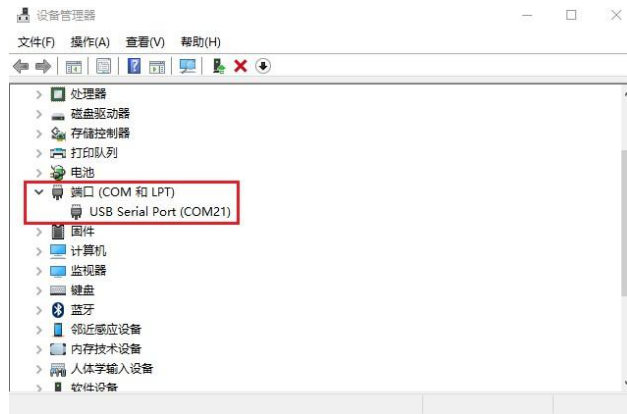 设备管理器
文件(F) 操作(A) 查看(V) 帮助(H)
处理器
磁盘驱动器
存储控制器
打印队列
电池
端口 (COM 和 LPT)
USB Serial Port (COM21)
固件
计算机
监视器
键盘
蓝牙
邻近感应设备
内存技术设备
人体学输入设备
软件设备